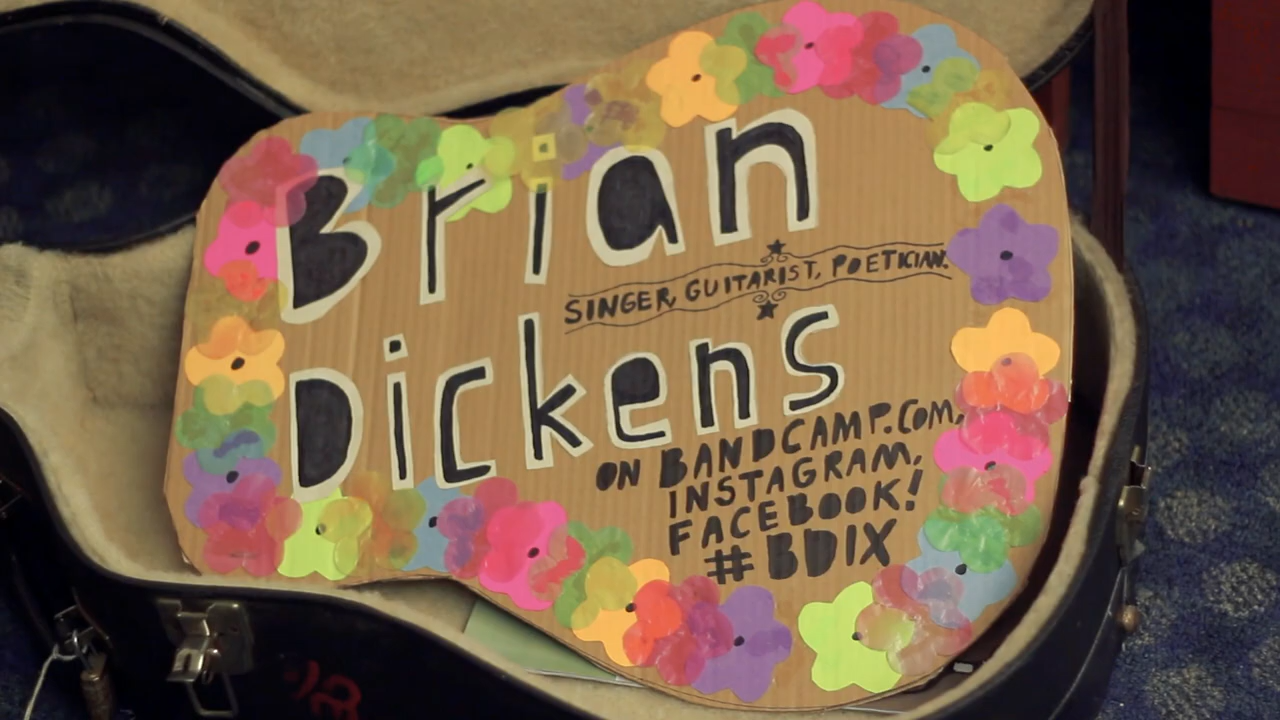 Brian
SINGER, GUITARIST, POETICIAN.
Dickens
ON BANDCAMP.COM,
INSTAGRAM,
FACEBOOK!
# BDIX